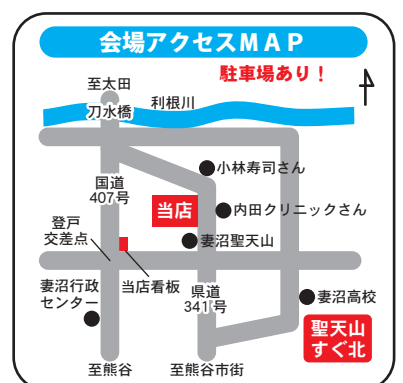 会場アクセスMAP
駐車場あり！
至太田
刀水橋
利根川
小林寿司さん
国道
407号
当店
内田クリニックさん
登戸
交差点
妻沼聖天山
妻沼行政
センター
当店看板
県道
341号
妻沼高校
聖天山
すぐ北
至熊谷
至熊谷市街